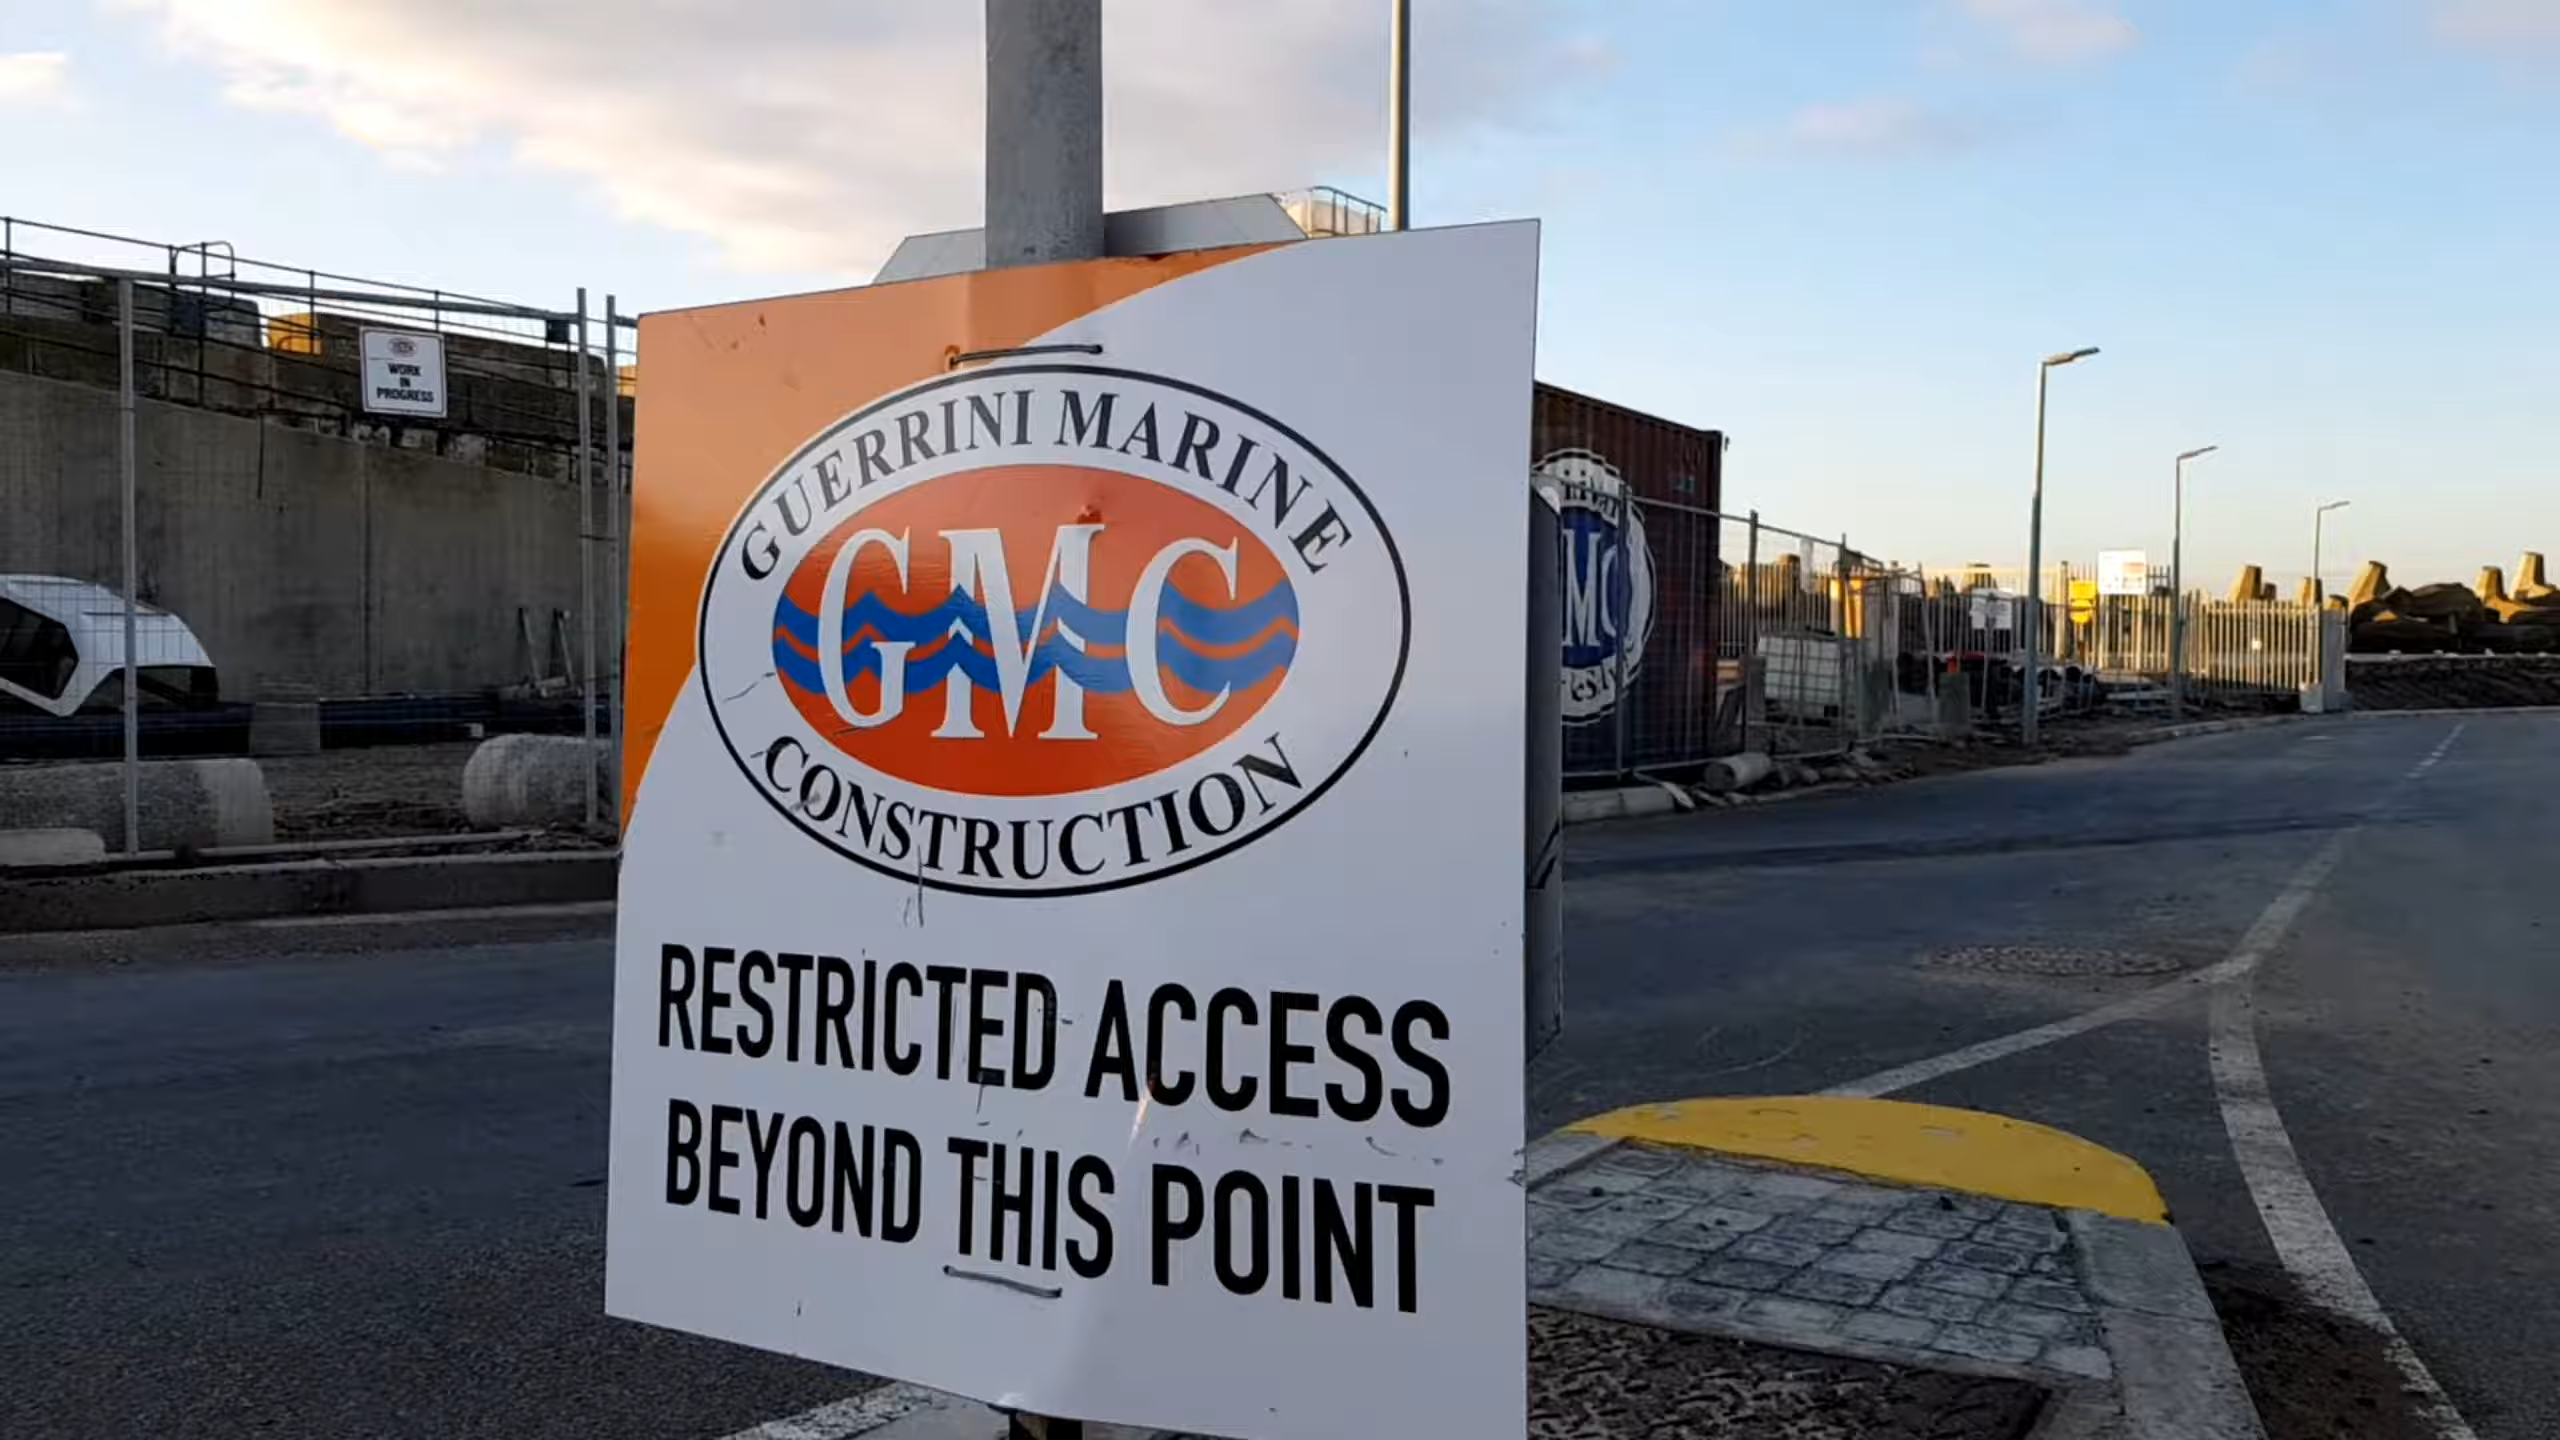 WORK
IN
PROGRESS
GUERRINI MARINE
GMC
CONSTRUCTION
RESTRICTED ACCESS
BEYOND THIS POINT